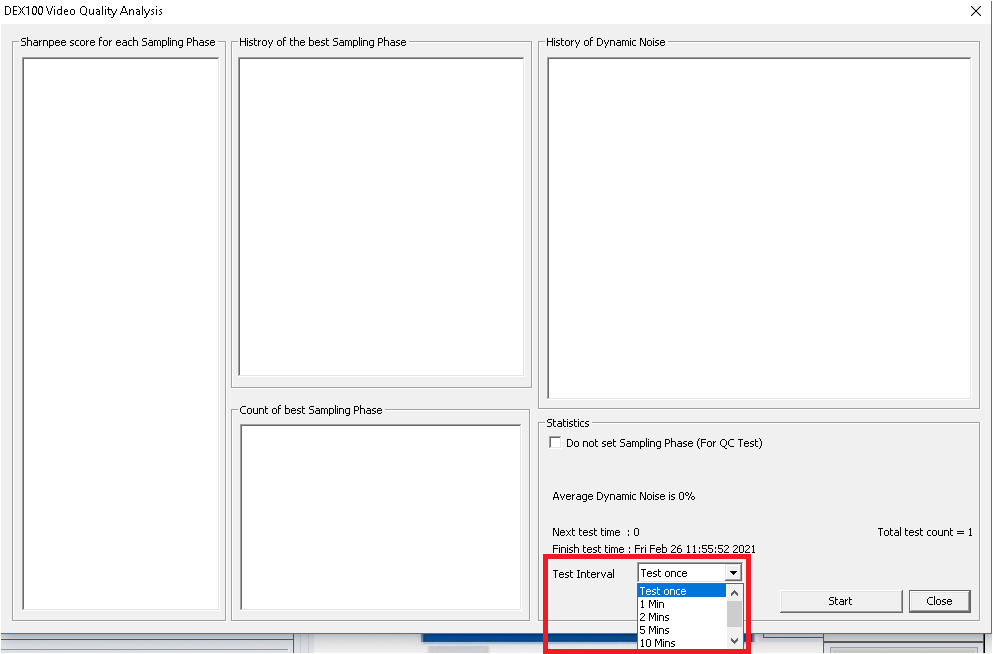 DEX100 Video Quality Analysis
Sharnpee score for each Sampling Phase
Histroy of the best Sampling Phase
History of Dynamic Noise
Count of best Sampling Phase
Statistics
Do not set Sampling Phase (For QC Test)
Average Dynamic Noise is 0%
Next test time : 0
Total test count = 1
Finish test time : Fri Feb 26 11:55:52 2021
Test Interval
Test once
Test once
1 Min
2 Mins
5 Mins
10 Mins
Start
Close